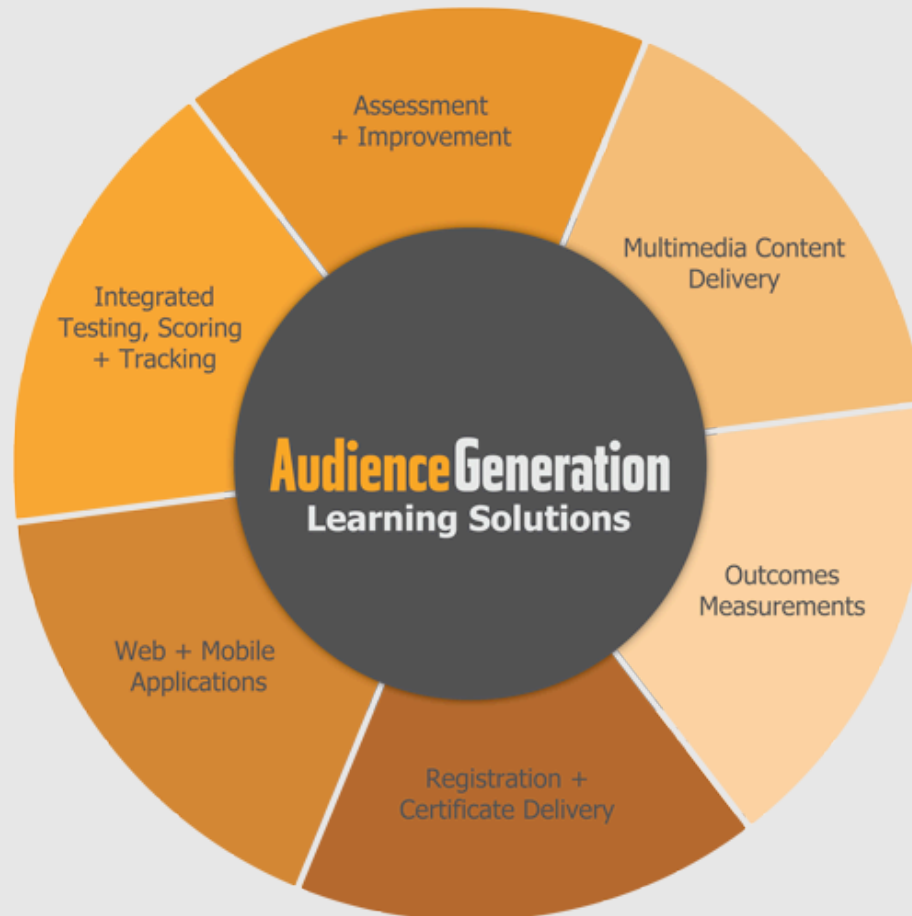 Assessment
+ Improvement
Multimedia Content
Delivery
Integrated
Testing, Scoring
+ Tracking
AudienceGeneration
Learning Solutions
Outcomes
Measurements
Web + Mobile
Applications
Registration +
Certificate Delivery